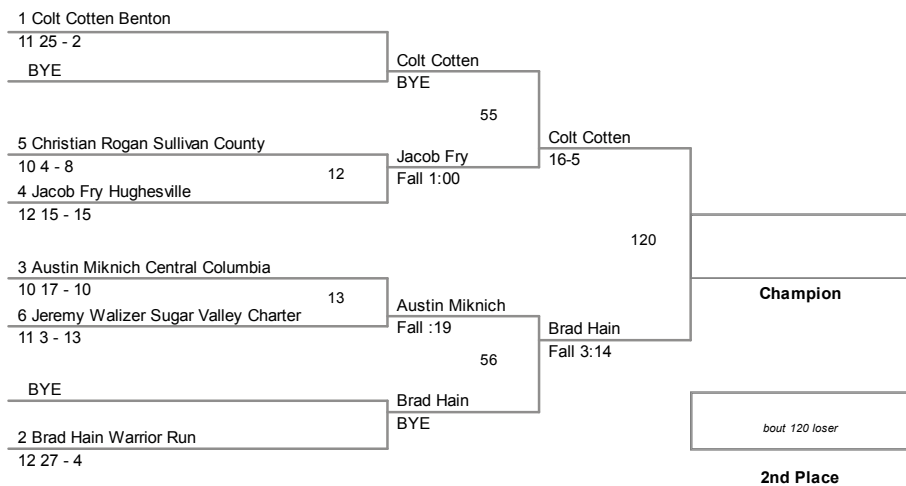 1 Colt Cotten Benton
11 25 - 2
BYE
Colt Cotten
BYE
55
5 Christian Rogan Sullivan County
10 4 - 8
12
4 Jacob Fry Hughesville
12 15 - 15
Jacob Fry
Fall 1:00
Colt Cotten
16-5
120
3 Austin Miknich Central Columbia
10 17 - 10
13
6 Jeremy Walizer Sugar Valley Charter
11 3 - 13
Austin Miknich
Fall :19
56
Brad Hain
Fall 3:14
BYE
Brad Hain
BYE
2 Brad Hain Warrior Run
12 27 - 4
Champion
bout 120 loser
2nd Place